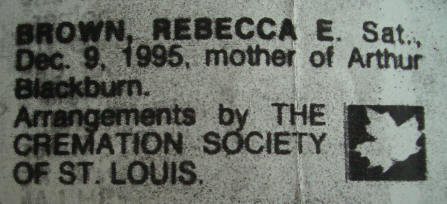 BROWN, REBECCA E. Sat.,
Dec. 9, 1995, mother of Arthur
Blackburn.
Arrangements by THE
CREMATION SOCIETY
OF ST. LOUIS.